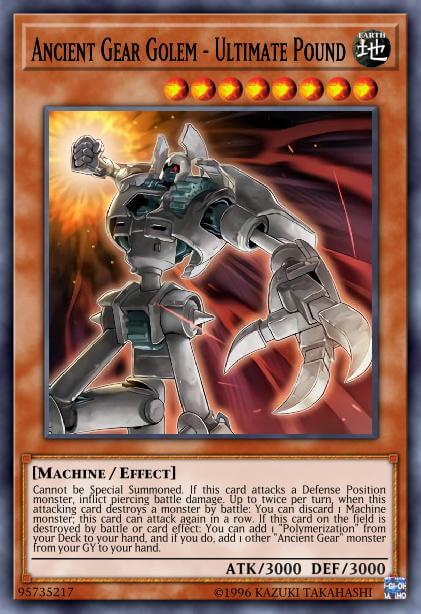 ANCIENT GEAR GOLEM - ULTIMATE POUND
EARTH
地
[MACHINE / EFFECT]
Cannot be Special Summoned. If this card attacks a Defense Position
monster, inflict piercing battle damage. Up to twice per turn, when this
attacking card destroys a monster by battle: You can discard 1 Machine
monster; this card can attack again in a row. If this card on the field is
destroyed by battle or card effect: You can add 1 "Polymerization" from
your Deck to your hand, and if you do, add 1 other "Ancient Gear" monster
from your GY to your hand.
ATK/3000 DEF/3000
95735217
©1996 KAZUKI TAKAHASHI